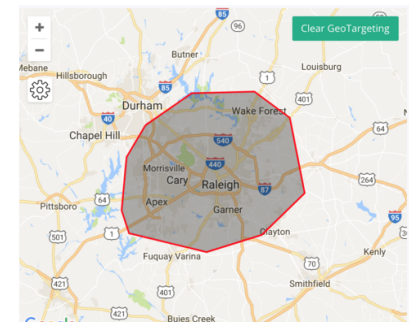 +
85
96
Clear GeoTargeting
−
Butner
Mebane
Hillsborough
85
1
Louisburg
Durham
401
40
Wake Forest
Chapel Hill
540
64
Morrisville
440
Cary
Raleigh
87
264
Pittsboro
64
Apex
Garner
95
501
1
Clayton
Kenly
Fuquay Varina
70
421
401
Smithfield
421
Buies Creek
Google